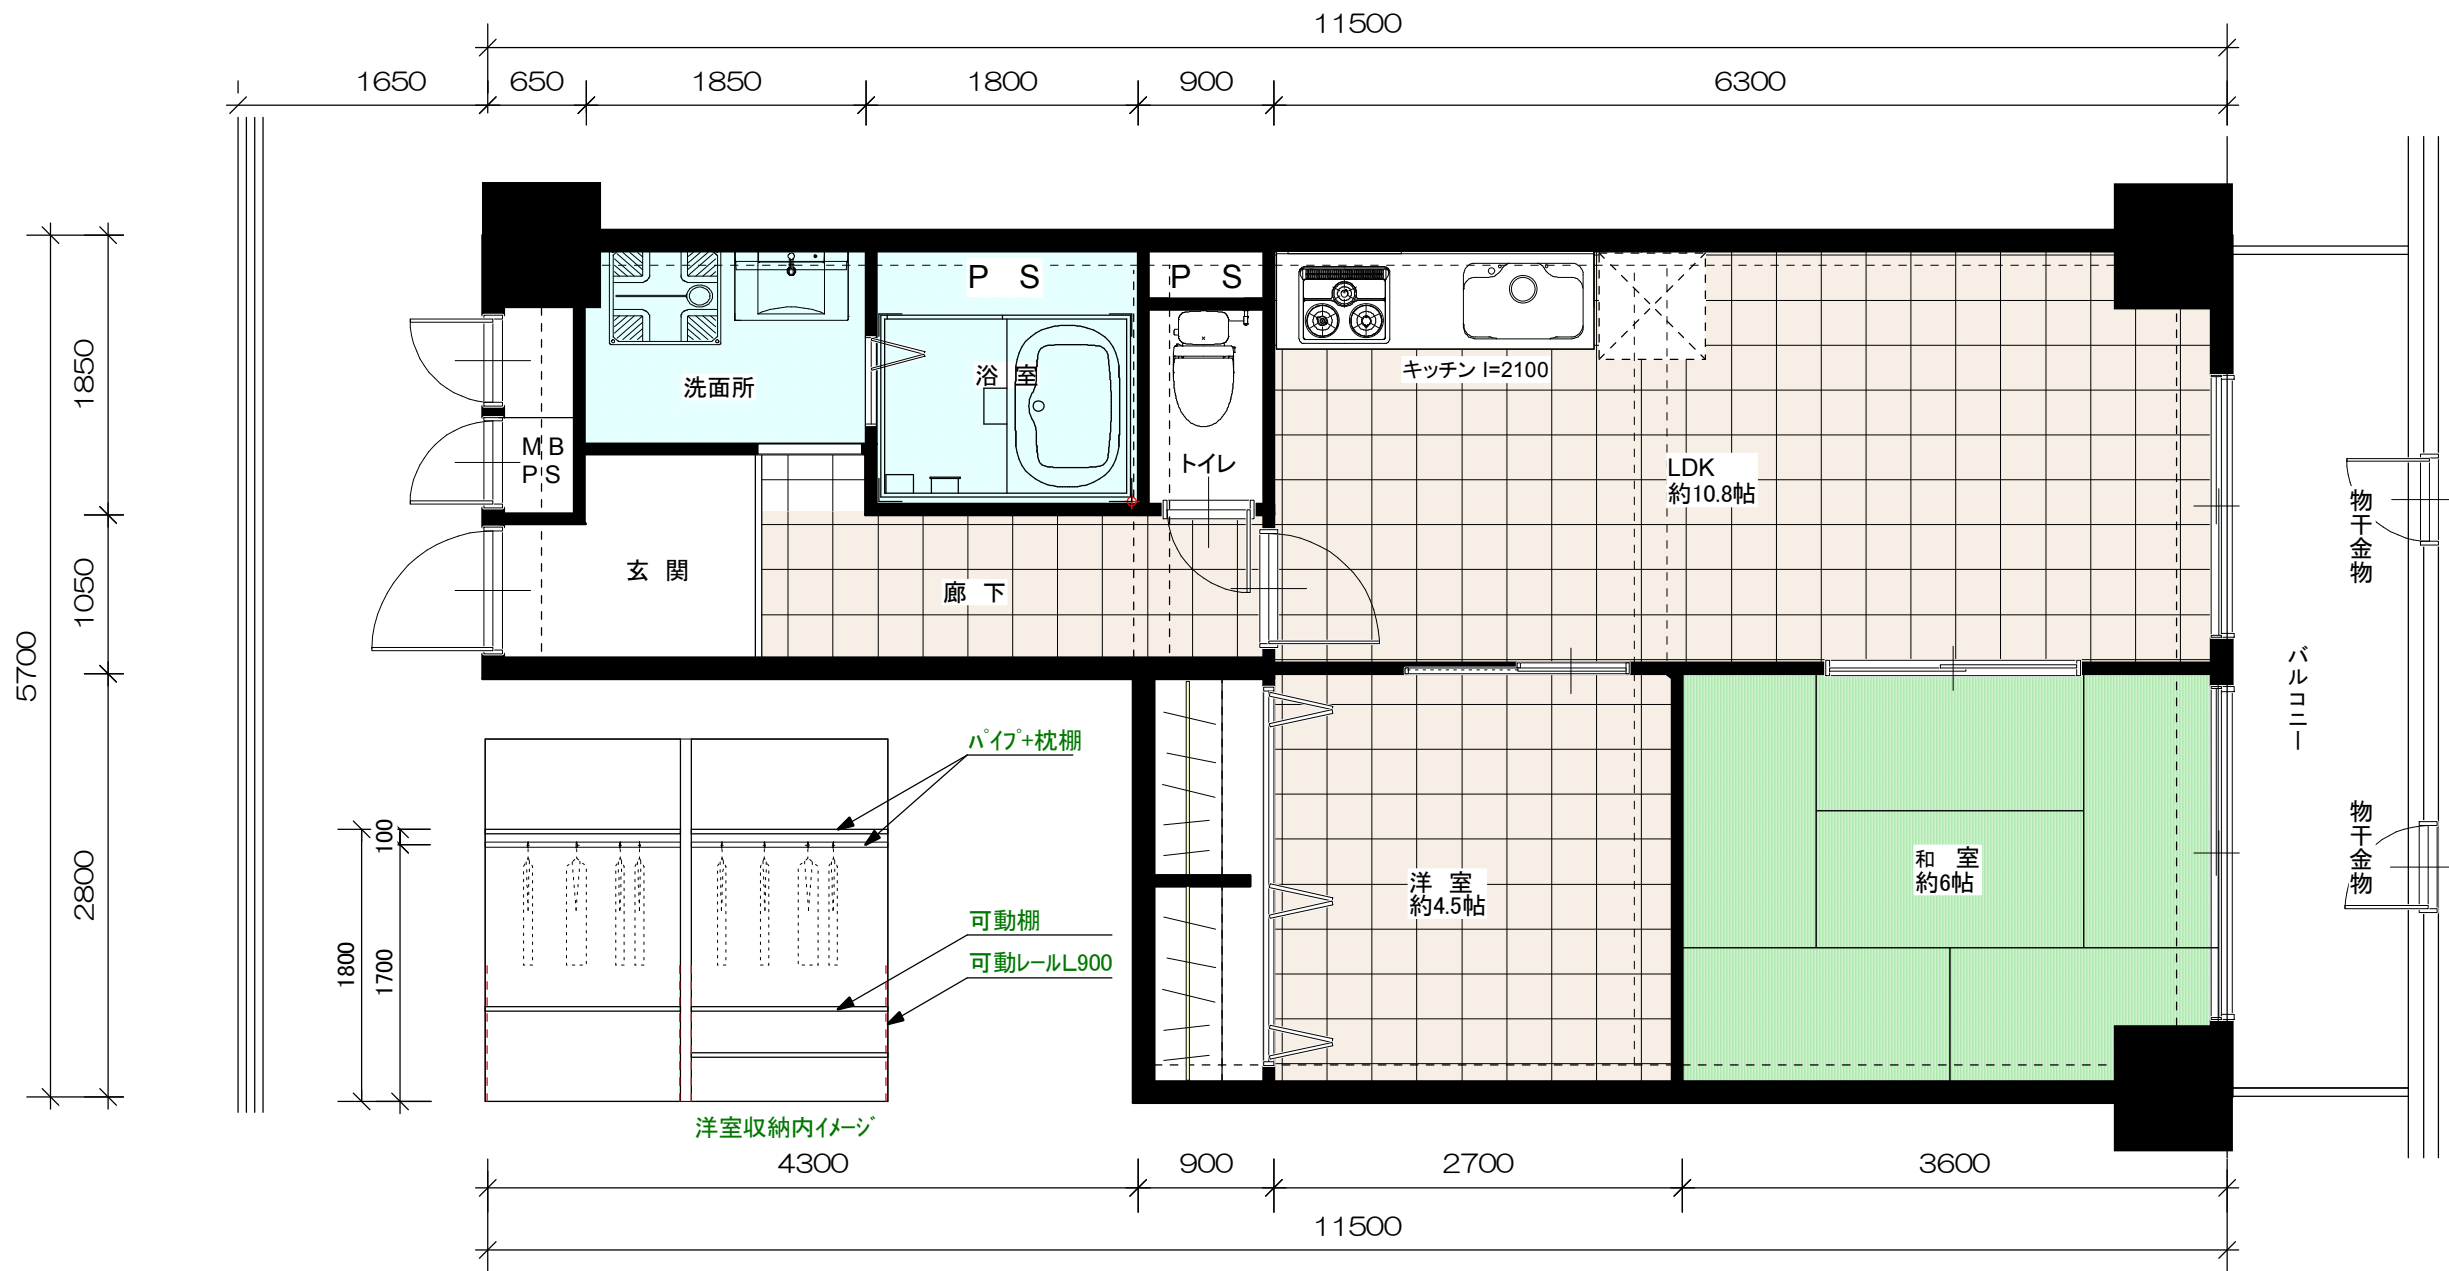 11500
1650
650
1850
1800
900
6300
P S
P S
洗面所
浴 室
キッチン l=2100
MB
PS
トイレ
LDK
約10.8帖
玄 関
廊 下
物干金物
バルコニー
物干金物
1850
1050
2800
5700
パイプ+枕棚
可動棚
可動レールL900
100
1800
1700
洋 室
約4.5帖
和 室
約6帖
洋室収納内イメージ
4300
900
2700
3600
11500